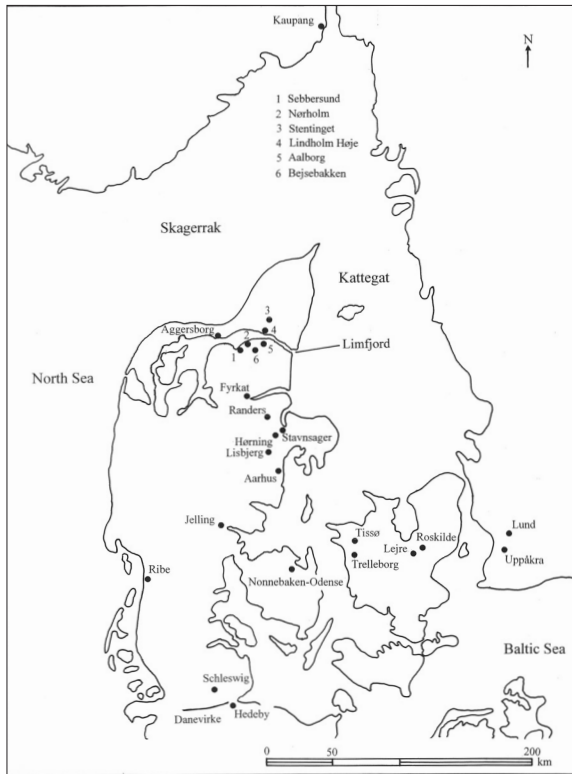 Kaupang
N
1 Sebbersund
2 Nørholm
3 Stentinget
4 Lindholm Høje
5 Aalborg
6 Bejsebakken
Skagerrak
Kattegat
3
4
Aggersborg
2
5
1
6
Limfjord
North Sea
Fyrkat
Randers
Stavnsager
Hørning
Lisbjerg
Aarhus
Jelling
Tissø
Lejre
Roskilde
Lund
Trelleborg
Uppåkra
Ribe
Nonnebaken-Odense
Baltic Sea
Schleswig
Danevirke
Hedeby
0 50 200
km